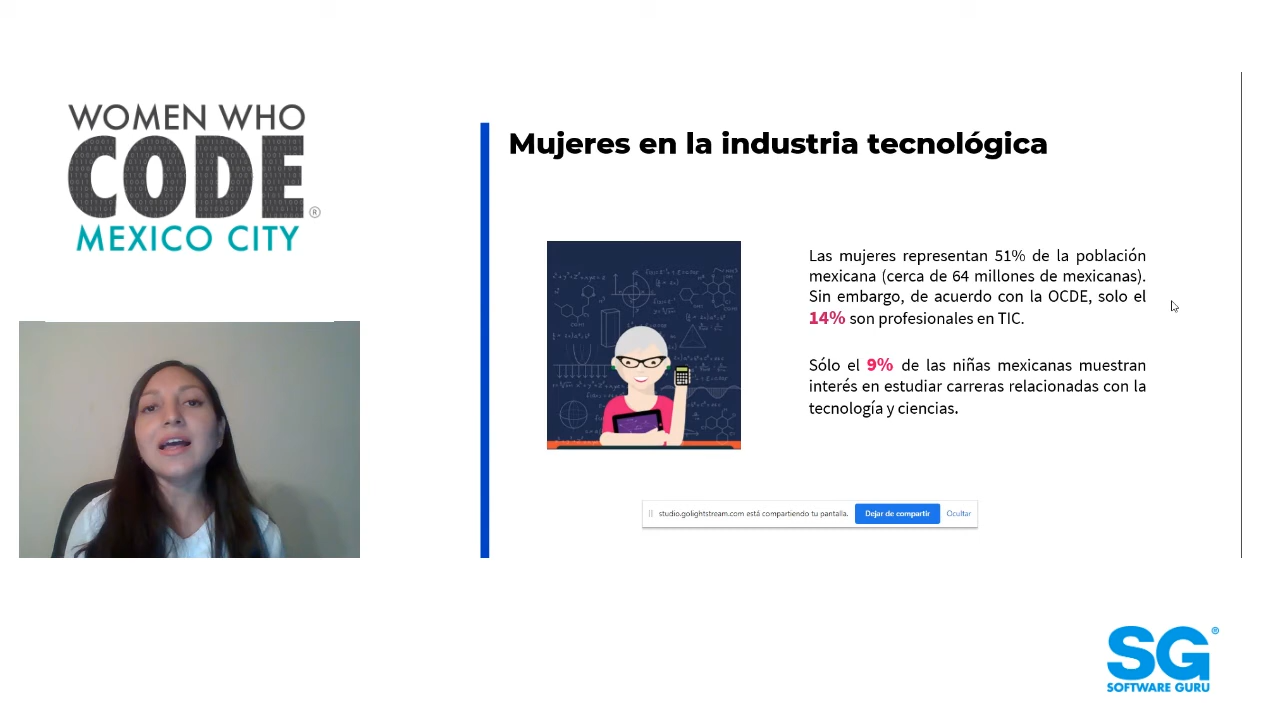 WOMEN WHO
CODE®
MEXICO CITY
Mujeres en la industria tecnológica
Las mujeres representan 51% de la población
mexicana (cerca de 64 millones de mexicanas).
Sin embargo, de acuerdo con la OCDE, solo el
14% son profesionales en TIC.
Sólo el 9% de las niñas mexicanas muestran
interés en estudiar carreras relacionadas con la
tecnología y ciencias.
studio.golightstream.com está compartiendo tu pantalla.
Dejar de compartir
Ocultar
SG®
SOFTWARE GURU